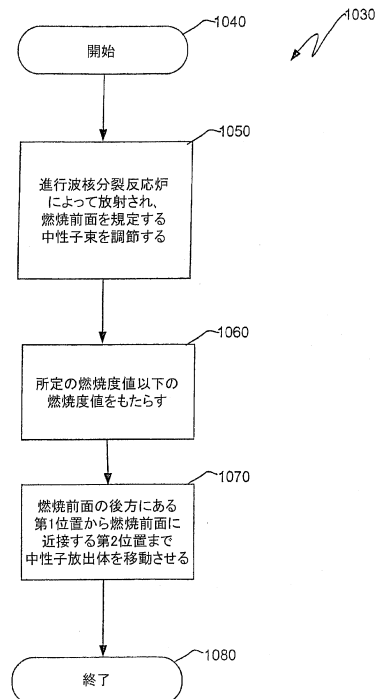 1030
1040
開始
1050
進行波核分裂反応炉
によって放射され、
燃焼前面を規定する
中性子束を調節する
1060
所定の燃焼度値以下の
燃焼度値をもたらす
1070
燃焼前面の後方にある
第1位置から燃焼前面に
近接する第2位置まで
中性子放出体を移動させる
1080
終了